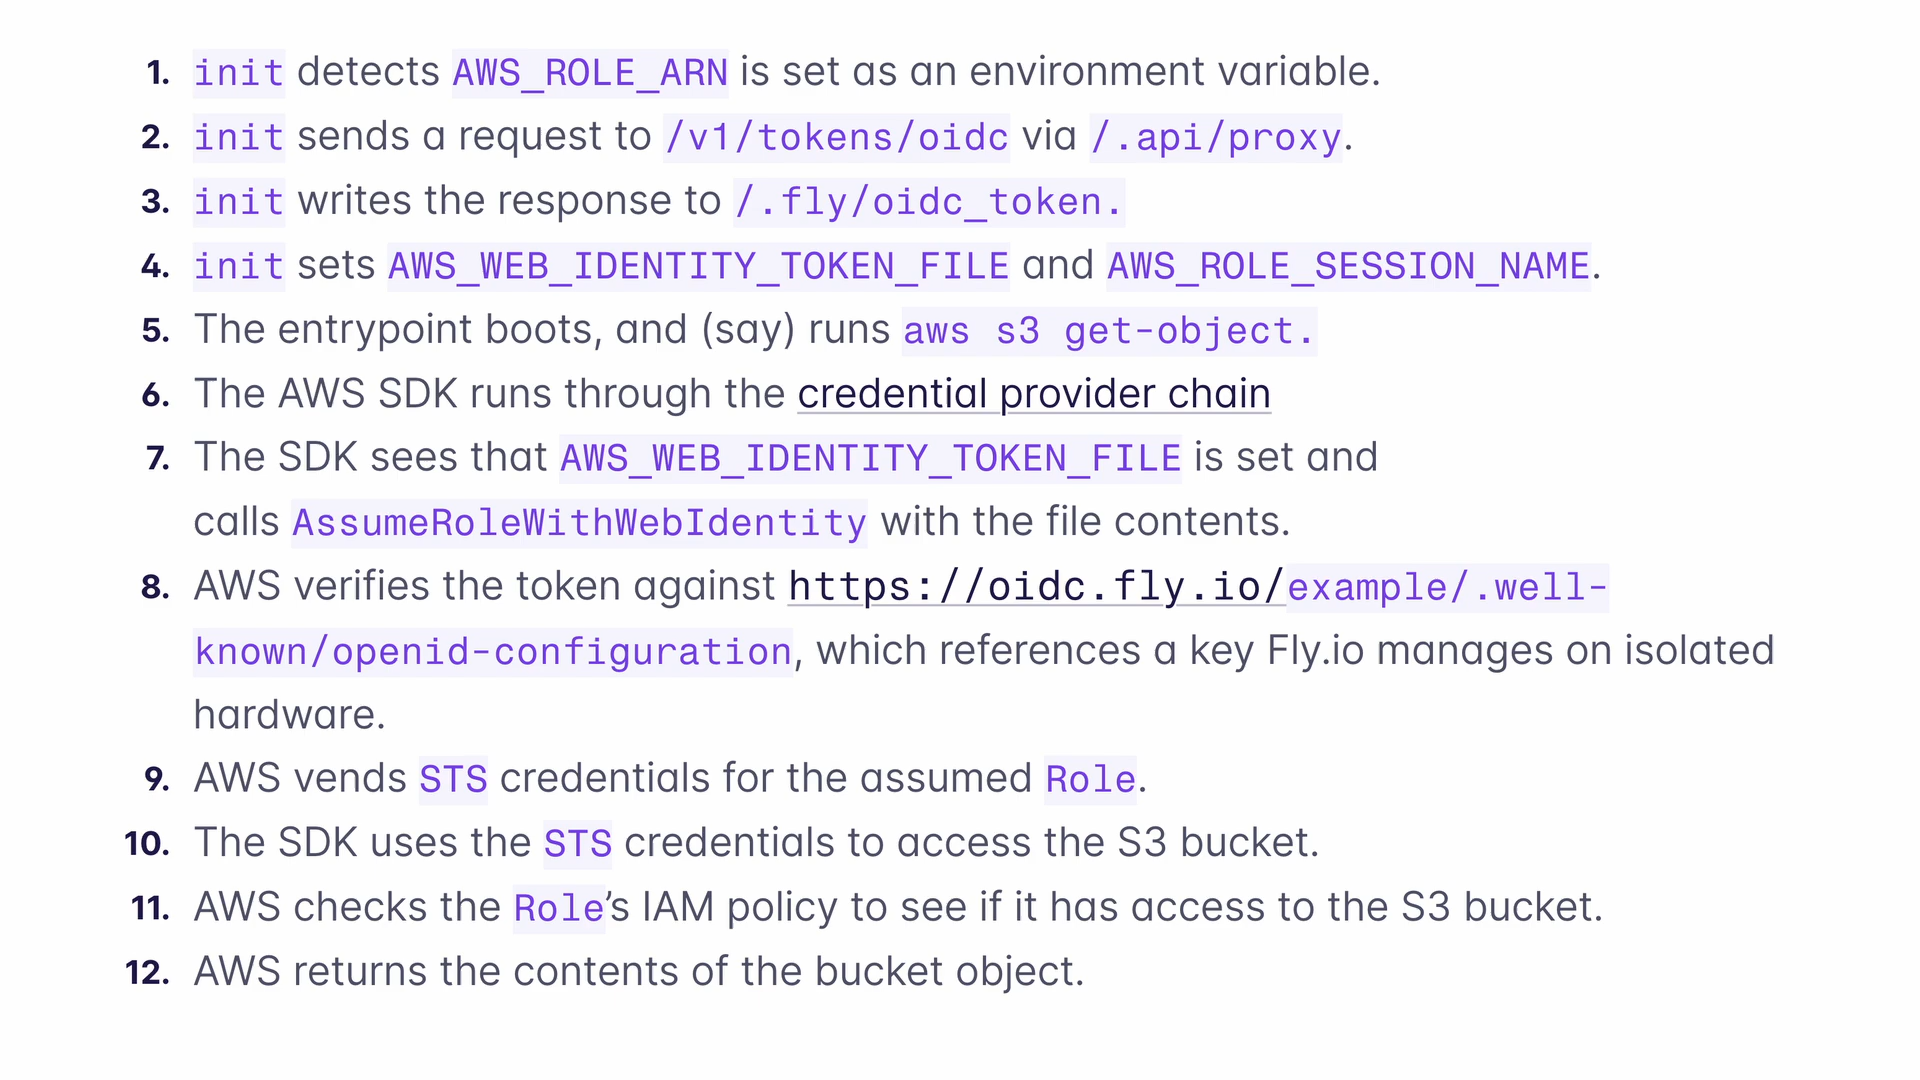 1. init detects AWS_ROLE_ARN is set as an environment variable.
2. init sends a request to /v1/tokens/oidc via /.api/proxy.
3. init writes the response to /.fly/oidc_token.
4. init sets AWS_WEB_IDENTITY_TOKEN_FILE and AWS_ROLE_SESSION_NAME.
5. The entrypoint boots, and (say) runs aws s3 get-object.
6. The AWS SDK runs through the credential provider chain
7. The SDK sees that AWS_WEB_IDENTITY_TOKEN_FILE is set and
calls AssumeRoleWithWebIdentity with the file contents.
8. AWS verifies the token against https://oidc.fly.io/example/.well-
known/openid-configuration, which references a key Fly.io manages on isolated
hardware.
9. AWS vends STS credentials for the assumed Role.
10. The SDK uses the STS credentials to access the S3 bucket.
11. AWS checks the Role’s IAM policy to see if it has access to the S3 bucket.
12. AWS returns the contents of the bucket object.